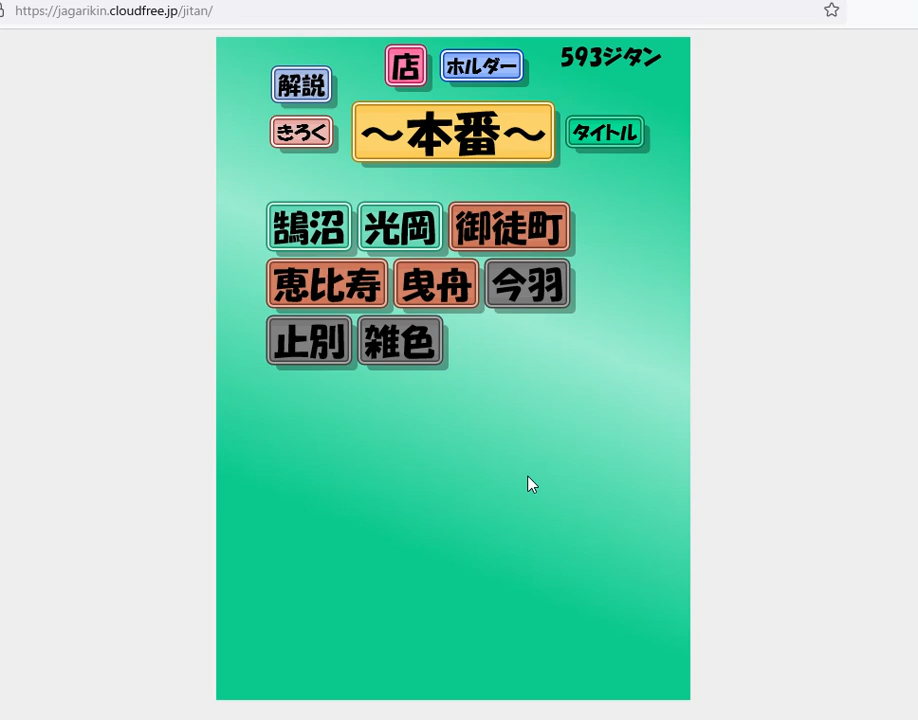 https://jagarikin.cloudfree.jp/jitan/
店 ホルダー 593ジタン
解説
きろく ～本番～ タイトル
鵠沼 光岡 御徒町
恵比寿 曳舟 今羽
止別 雑色